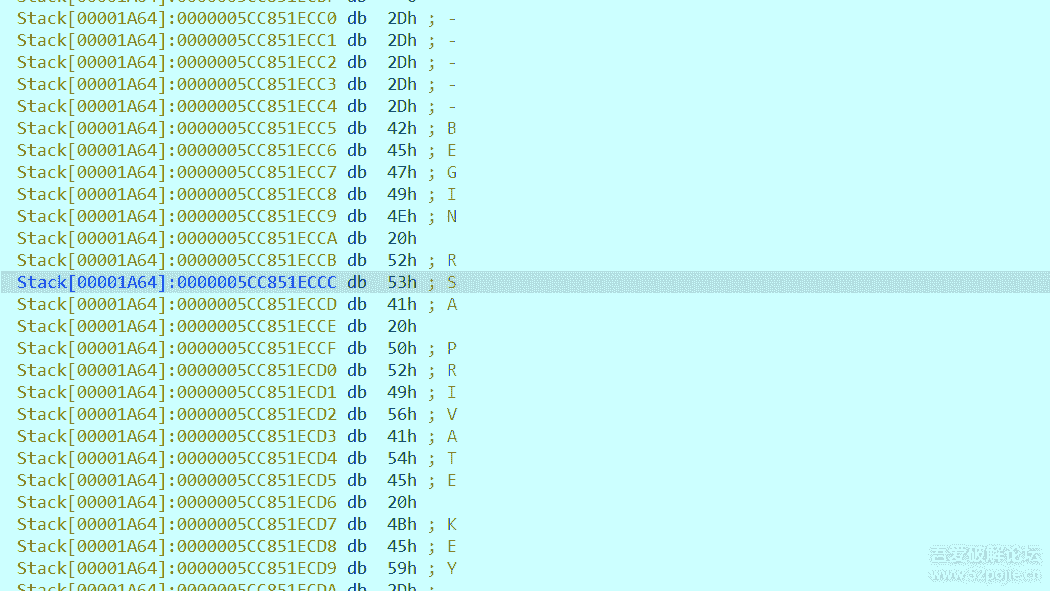 Stack[00001A64]:0000005CC851ECC0 db 2Dh ; -
Stack[00001A64]:0000005CC851ECC1 db 2Dh ; -
Stack[00001A64]:0000005CC851ECC2 db 2Dh ; -
Stack[00001A64]:0000005CC851ECC3 db 2Dh ; -
Stack[00001A64]:0000005CC851ECC4 db 2Dh ; -
Stack[00001A64]:0000005CC851ECC5 db 42h ; B
Stack[00001A64]:0000005CC851ECC6 db 45h ; E
Stack[00001A64]:0000005CC851ECC7 db 47h ; G
Stack[00001A64]:0000005CC851ECC8 db 49h ; I
Stack[00001A64]:0000005CC851ECC9 db 4Eh ; N
Stack[00001A64]:0000005CC851ECCA db 20h
Stack[00001A64]:0000005CC851ECCB db 52h ; R
Stack[00001A64]:0000005CC851ECCC db 53h ; S
Stack[00001A64]:0000005CC851ECCD db 41h ; A
Stack[00001A64]:0000005CC851ECCE db 20h
Stack[00001A64]:0000005CC851ECCF db 50h ; P
Stack[00001A64]:0000005CC851ECD0 db 52h ; R
Stack[00001A64]:0000005CC851ECD1 db 49h ; I
Stack[00001A64]:0000005CC851ECD2 db 56h ; V
Stack[00001A64]:0000005CC851ECD3 db 41h ; A
Stack[00001A64]:0000005CC851ECD4 db 54h ; T
Stack[00001A64]:0000005CC851ECD5 db 45h ; E
Stack[00001A64]:0000005CC851ECD6 db 20h
Stack[00001A64]:0000005CC851ECD7 db 4Bh ; K
Stack[00001A64]:0000005CC851ECD8 db 45h ; E
Stack[00001A64]:0000005CC851ECD9 db 59h ; Y
Stack[00001A64]:0000005CC851ECDA db 2Dh
吾爱破解论坛
www.52pojie.cn